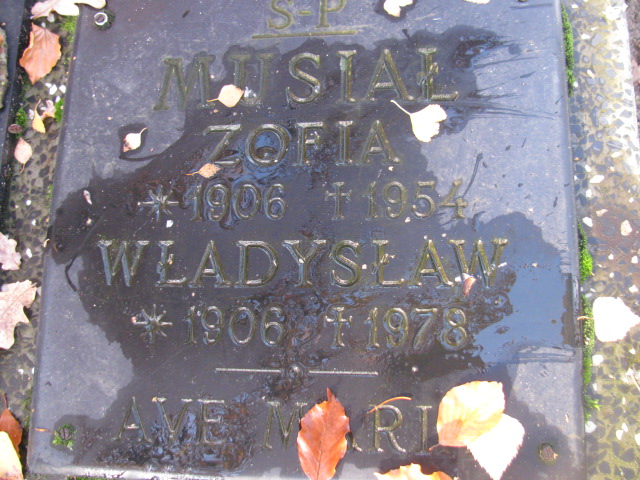 S-P
MUSIAŁ
ZOFIA
* 1906 † 1954
WŁADYSŁAW
* 1906 † 1978
AVE MARI